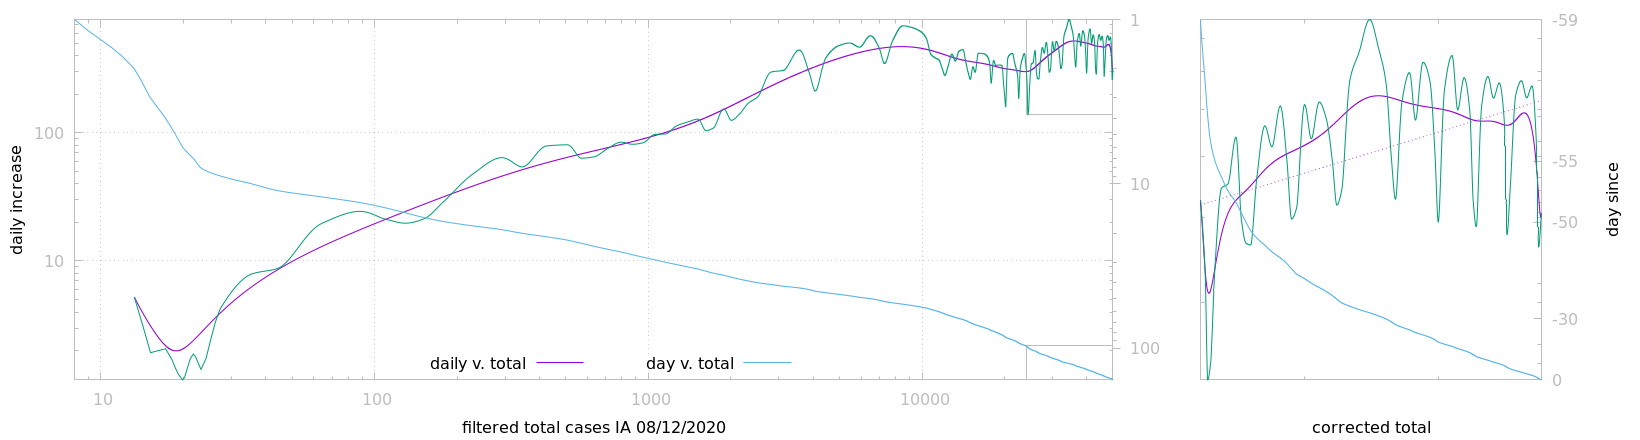 daily increase
100
10
10
100
1000
10000
1
10
100
daily v. total
day v. total
filtered total cases IA 08/12/2020
-59
-55
-50
-30
0
day since
corrected total